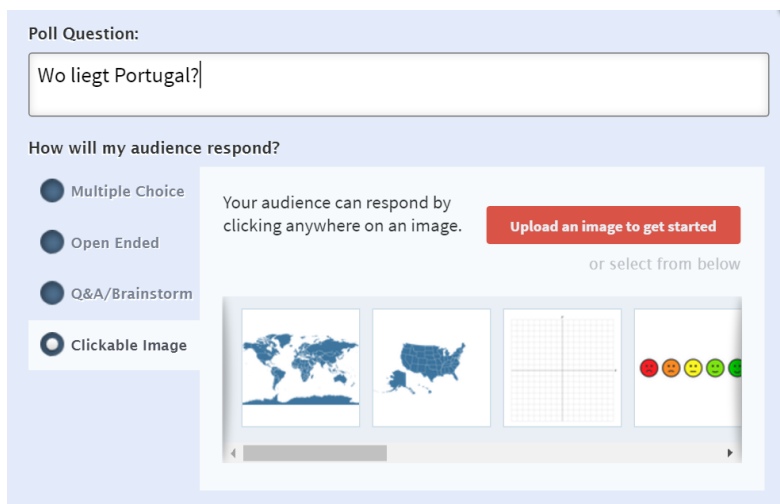 Poll Question:
Wo liegt Portugal?
How will my audience respond?
Multiple Choice
Open Ended
Q&A/Brainstorm
Clickable Image
Your audience can respond by
clicking anywhere on an image.
Upload an image to get started
or select from below